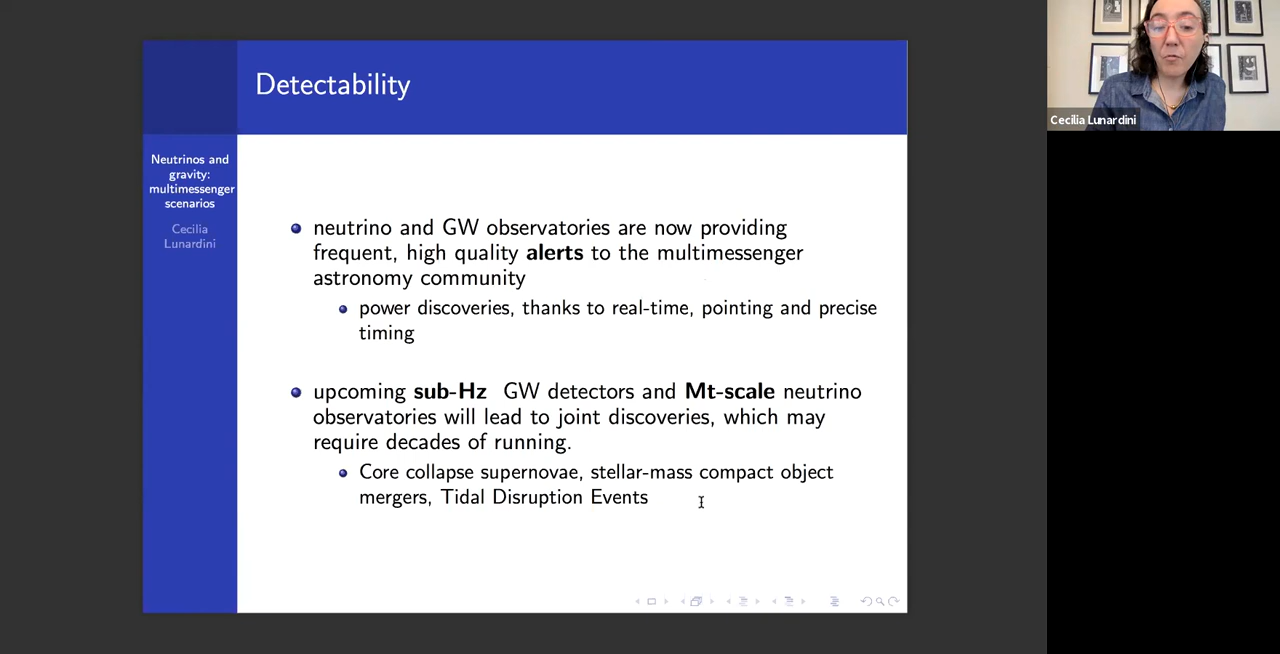 Detectability
Neutrinos and
gravity:
multimessenger
scenarios
Cecilia
Lunardini
neutrino and GW observatories are now providing
frequent, high quality alerts to the multimessenger
astronomy community
power discoveries, thanks to real-time, pointing and precise
timing
upcoming sub-Hz GW detectors and Mt-scale neutrino
observatories will lead to joint discoveries, which may
require decades of running.
Core collapse supernovae, stellar-mass compact object
mergers, Tidal Disruption Events
Cecilia Lunardini